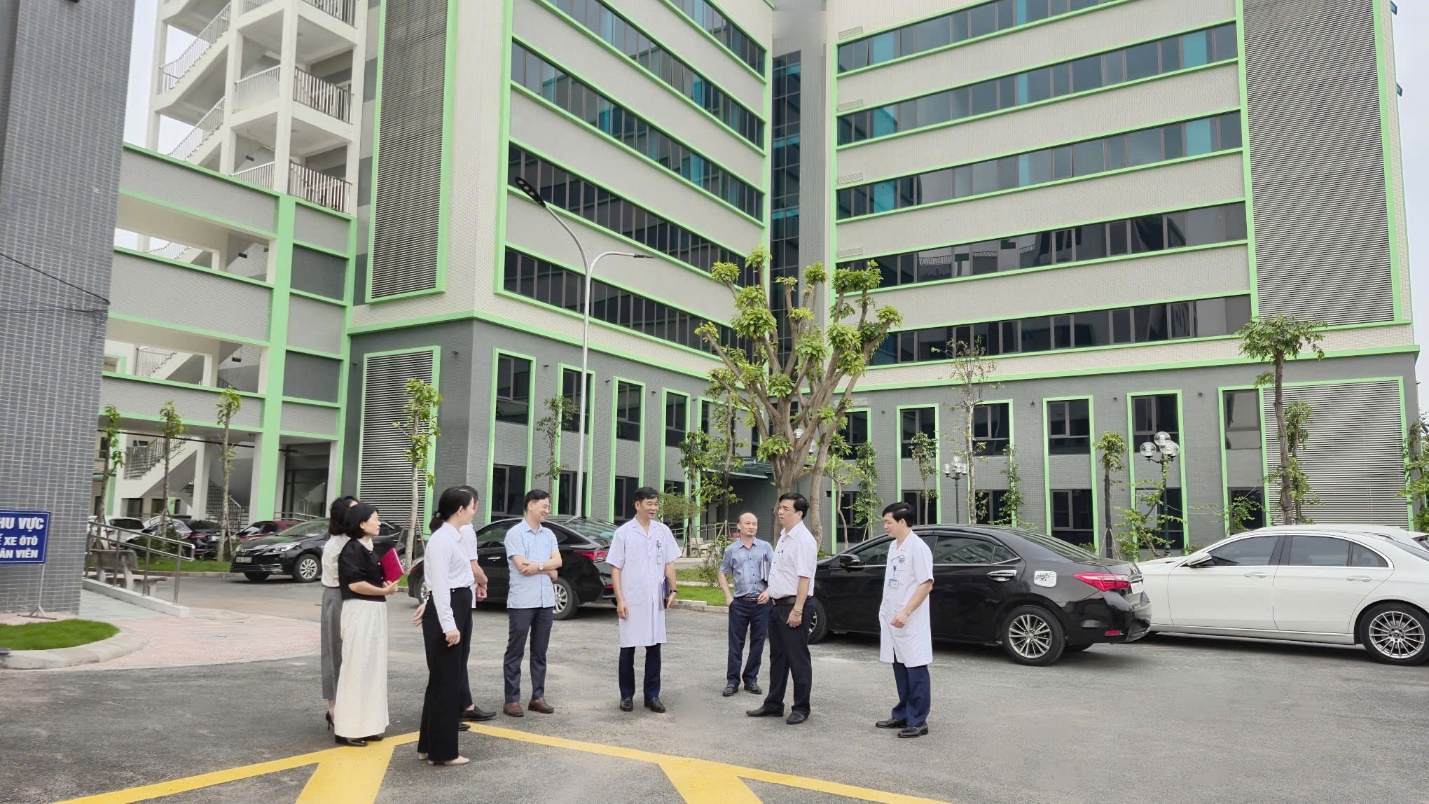 HU VỰC
Ể XE ÔTÔ
ÂN VIÊN